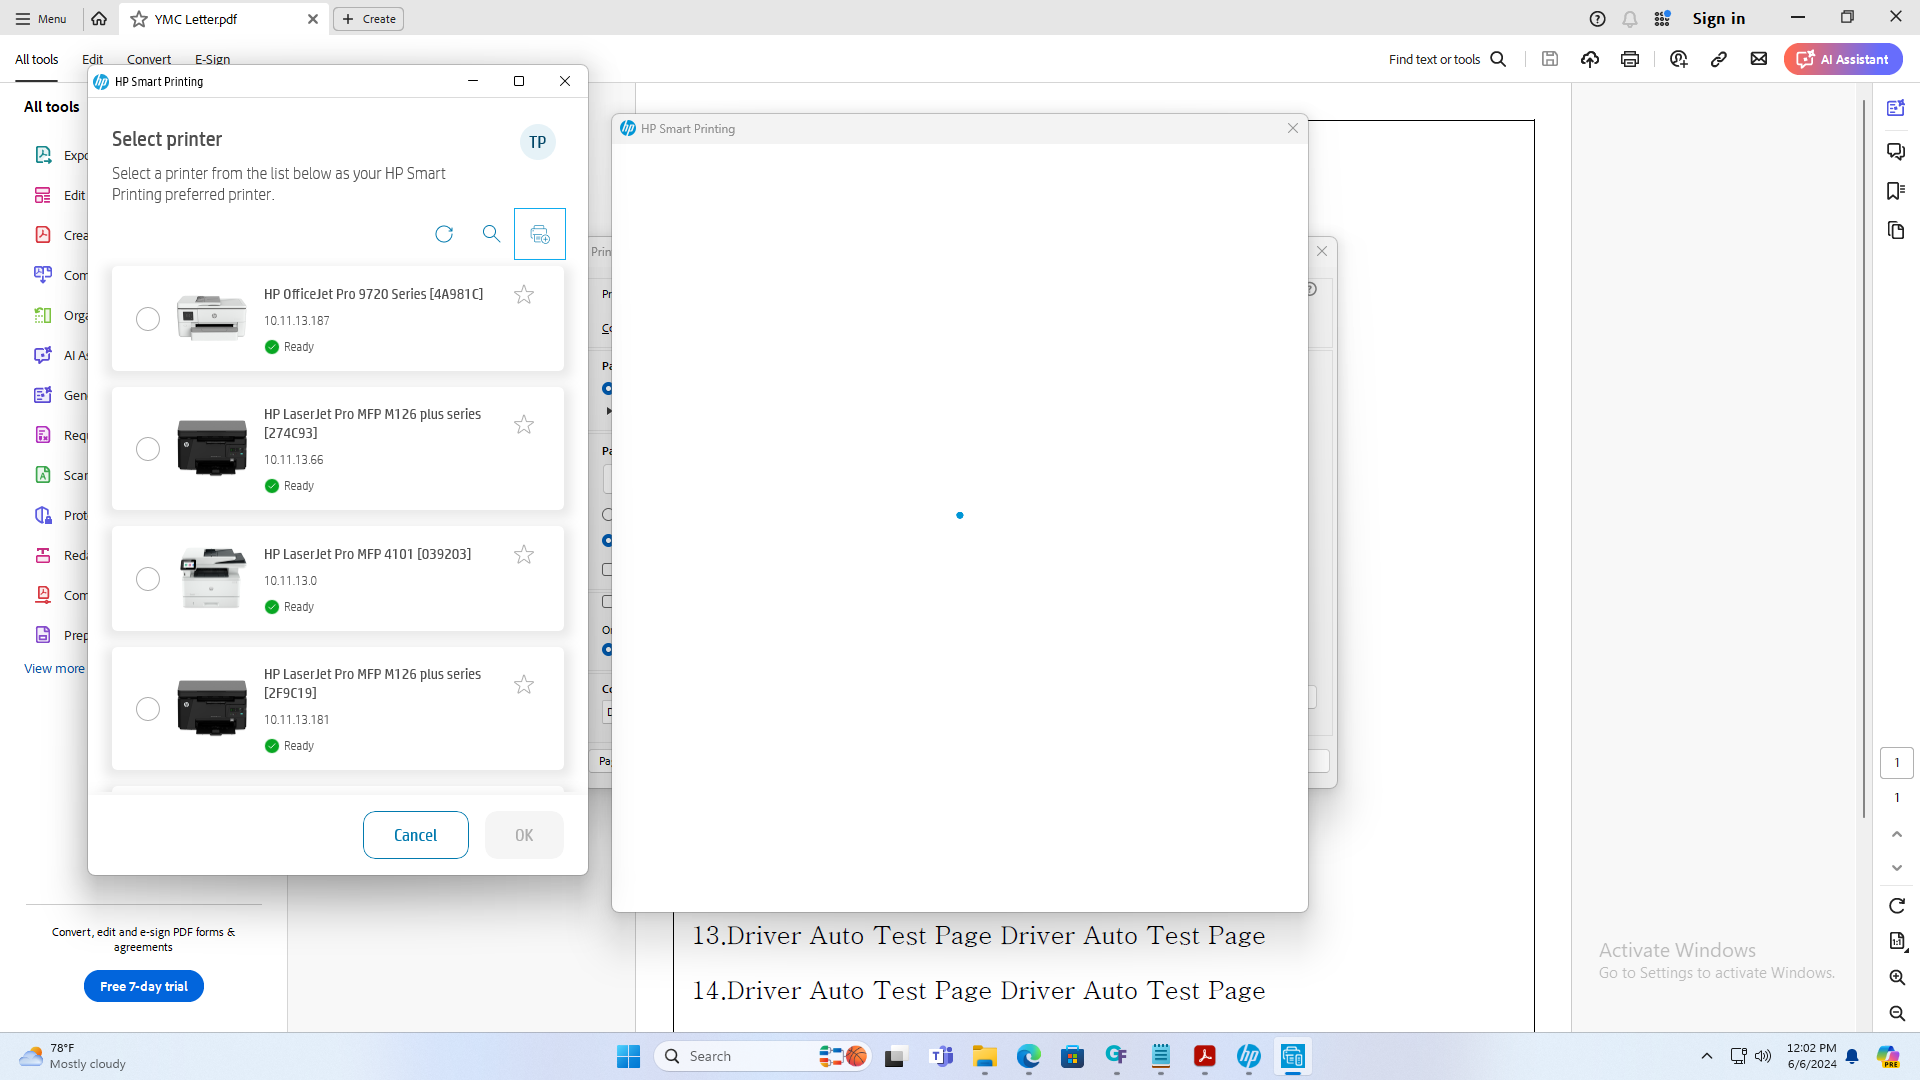 Menu
YMC Letter.pdf
Create
Sign in
All tools
Edit
Convert
E-Sign
Find text or tools
AI Assistant
HP Smart Printing
Select printer
TP
Select a printer from the list below as your HP Smart
Printing preferred printer.
HP OfficeJet Pro 9720 Series [4A981C]
10.11.13.187
Ready
HP LaserJet Pro MFP M126 plus series
[274C93]
10.11.13.66
Ready
HP LaserJet Pro MFP 4101 [039203]
10.11.13.0
Ready
HP LaserJet Pro MFP M126 plus series
[2F9C19]
10.11.13.181
Ready
Cancel
OK
All tools
Expo
Edit
Crea
Com
Orga
AI As
Gen
Requ
Scan
Prot
Reda
Com
Prep
View more
Convert, edit and e-sign PDF forms &
agreements
Free 7-day trial
HP Smart Printing
Prin
Pr
Co
Pa
Pa
Or
Co
Pa
13.Driver Auto Test Page Driver Auto Test Page
14.Driver Auto Test Page Driver Auto Test Page
1
1
Activate Windows
Go to Settings to activate Windows.
78°F
Mostly cloudy
Search
12:02 PM
6/6/2024